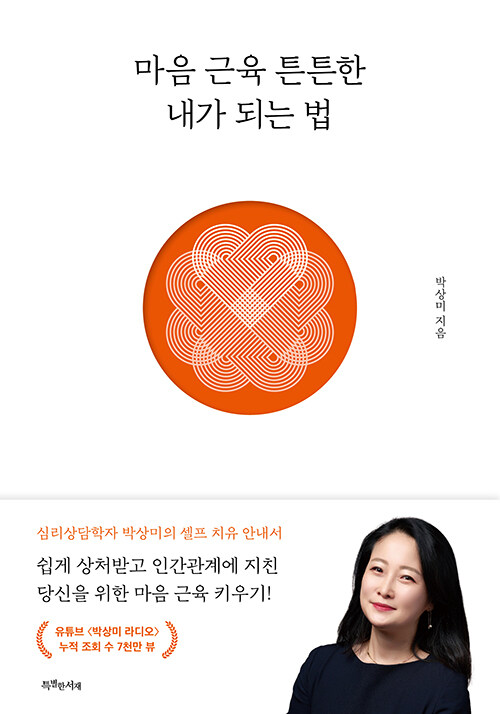 마음 근육 튼튼한
내가 되는 법
박상미 지음
심리상담학자 박상미의 셀프 치유 안내서
쉽게 상처받고 인간관계에 지친
당신을 위한 마음 근육 키우기!
유튜브 〈박상미 라디오〉
누적 조회 수 7천만 뷰
특별한서재